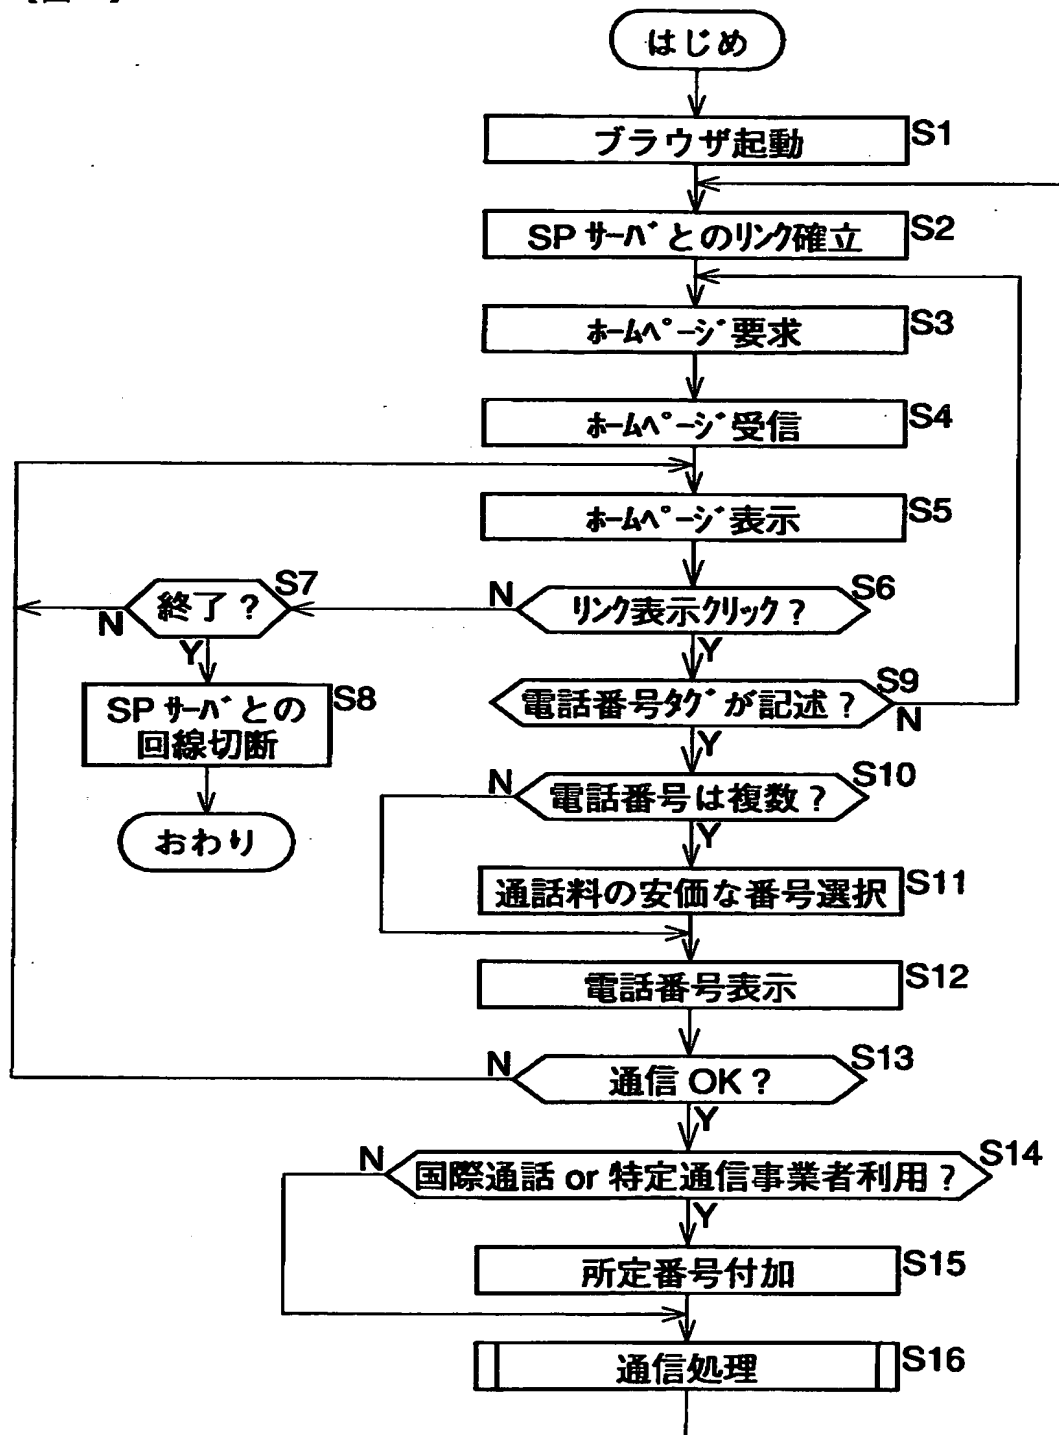 はじめ
ブラウザ起動 S1
SP サーバとのリンク確立 S2
ホームページ要求 S3
ホームページ受信 S4
ホームページ表示 S5
リンク表示クリック? S6
N
Y
終了? S7
N
Y
SP サーバとの S8
回線切断
おわり
電話番号タグが記述? S9
N
Y
電話番号は複数? S10
N
Y
通話料の安価な番号選択 S11
電話番号表示 S12
通信 OK? S13
N
Y
国際通話 or 特定通信事業者利用? S14
N
Y
所定番号付加 S15
通信処理 S16